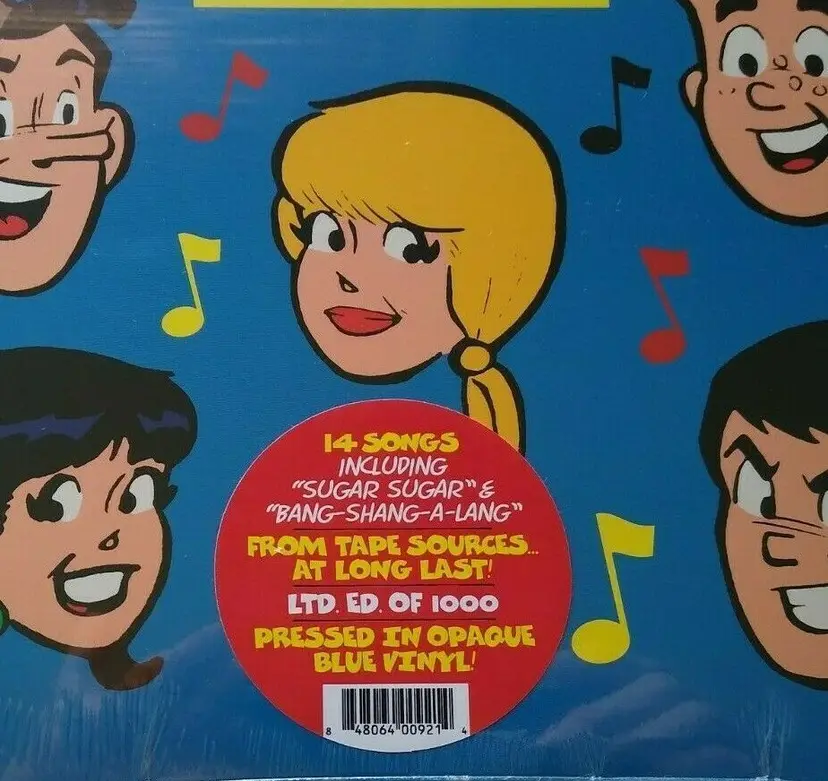 14 SONGS
INCLUDING
"SUGAR SUGAR" &
"BANG-SHANG-A-LANG"
FROM TAPE SOURCES...
AT LONG LAST!
LTD. ED. OF 1000
PRESSED IN OPAQUE
BLUE VINYL!
8 48064 00921 4